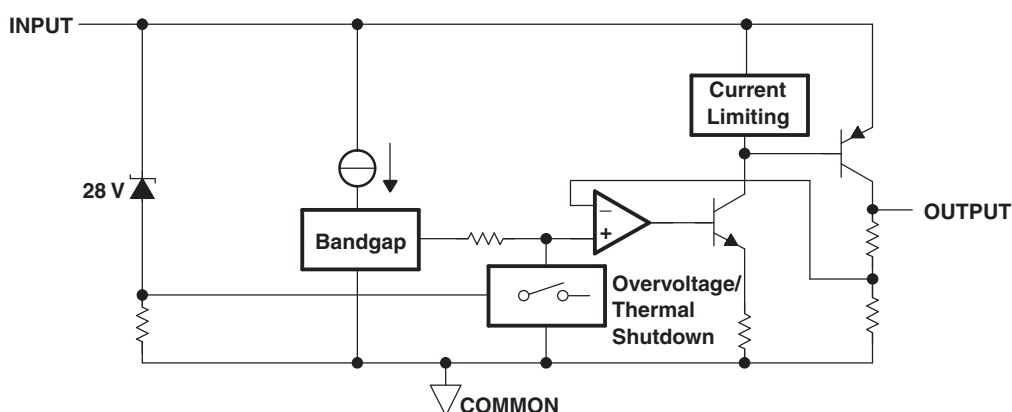 INPUT
Current
Limiting
28 V
OUTPUT
Bandgap
−
+
Overvoltage/
Thermal
Shutdown
COMMON